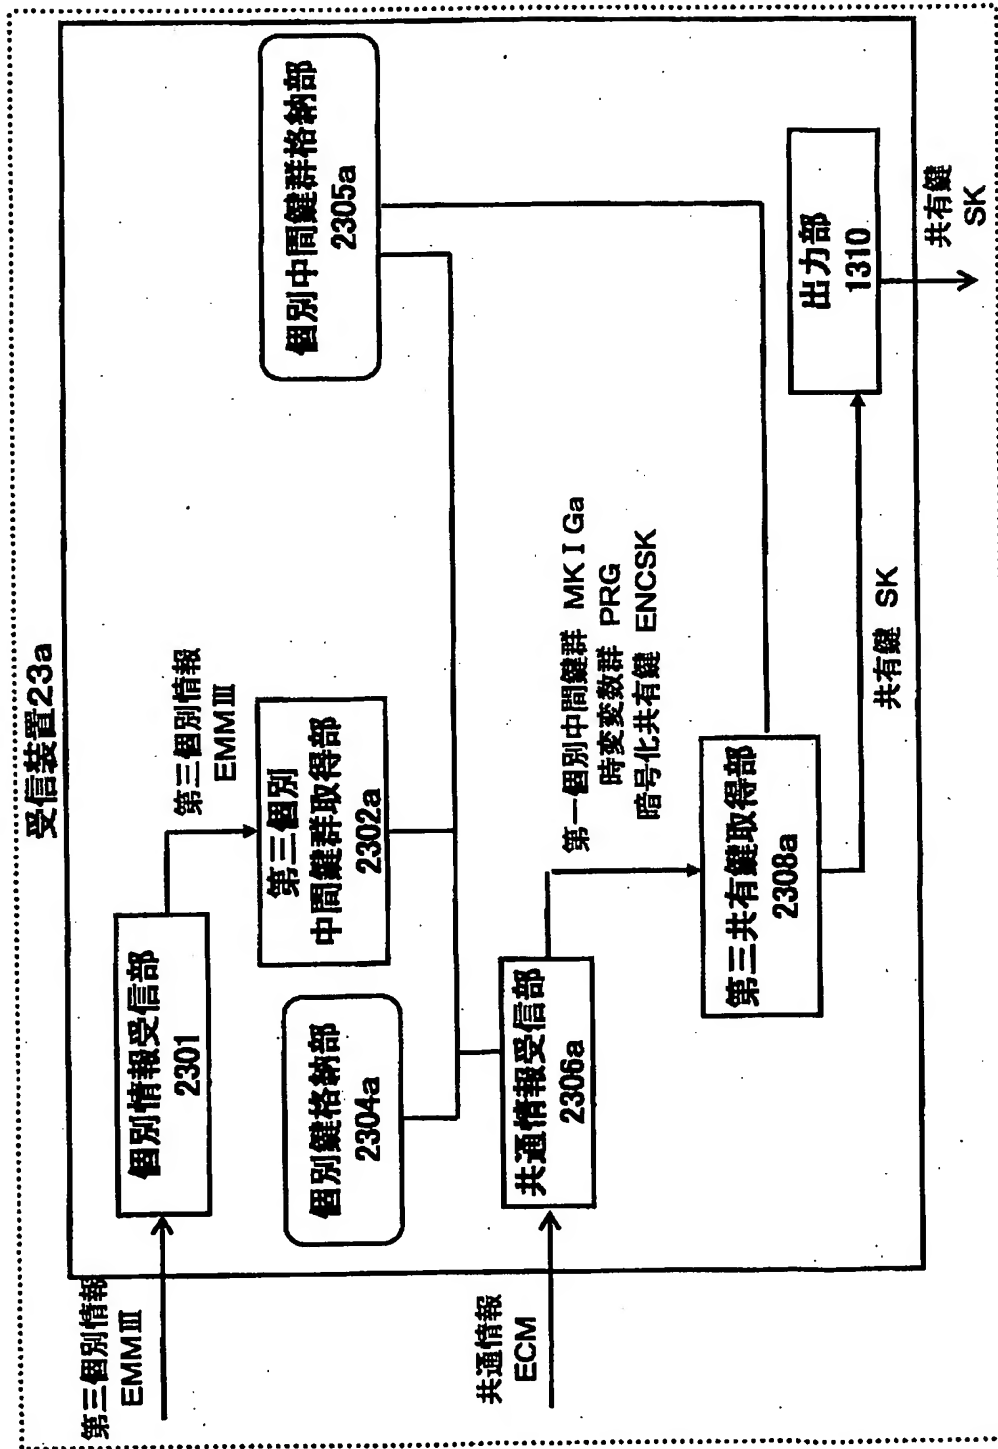 受信装置23a
第三個別情報
EMMⅢ
個別情報受信部
2301
第三個別情報
EMMⅢ
第三個別
中間鍵群取得部
2302a
個別鍵格納部
2304a
個別中間鍵群格納部
2305a
共通情報
ECM
共通情報受信部
2306a
第一個別中間鍵群 MKⅠGa
時変変数群 PRG
暗号化共有鍵 ENCSK
第三共有鍵取得部
2308a
共有鍵 SK
出力部
1310
共有鍵
SK